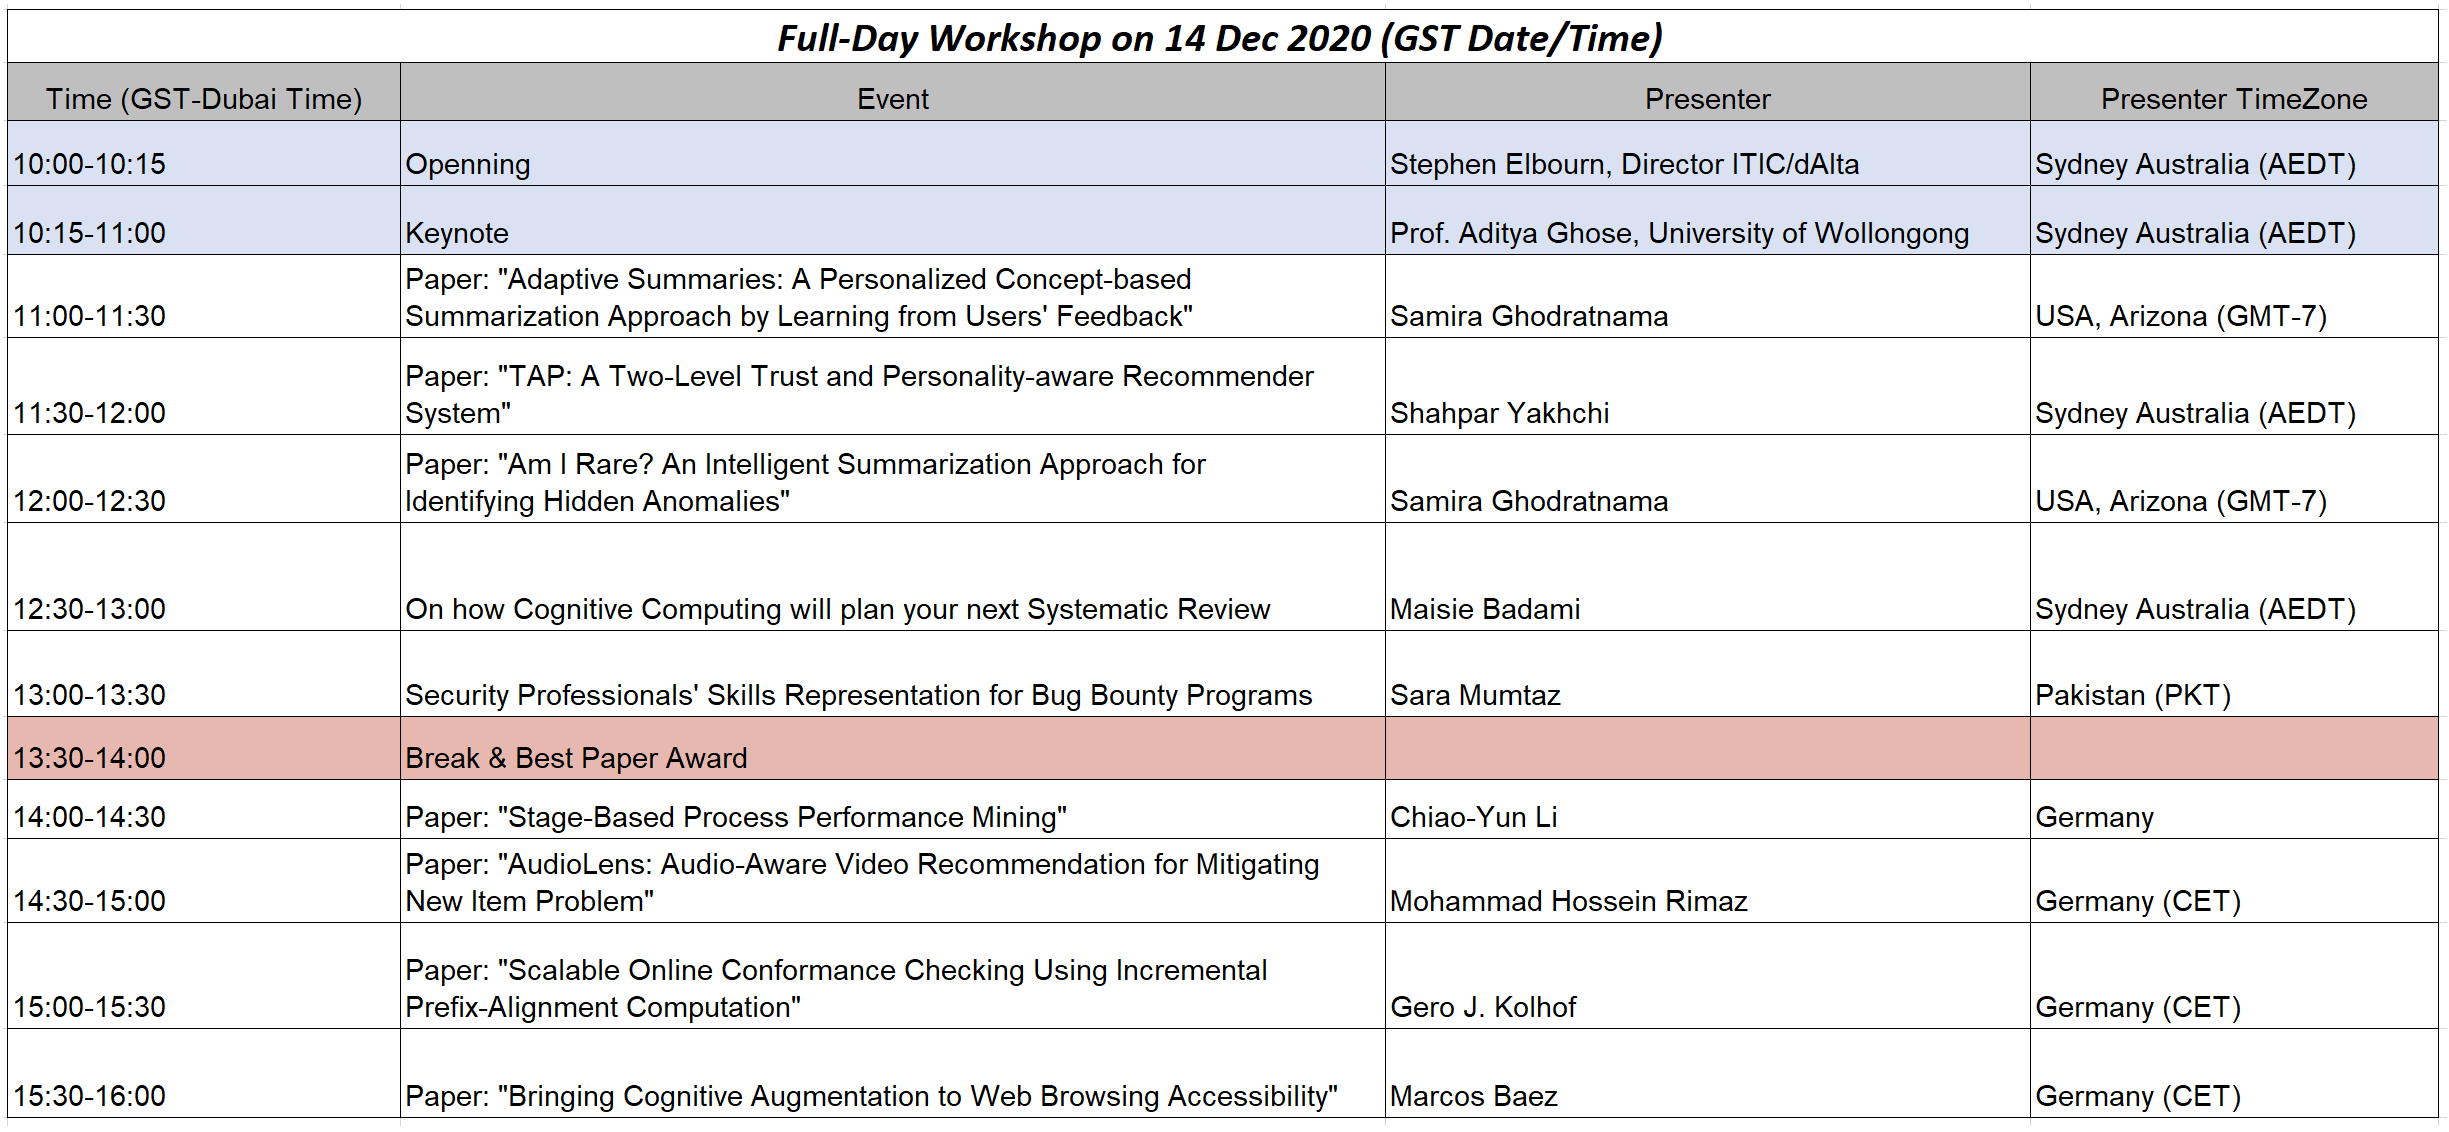 Full-Day Workshop on 14 Dec 2020 (GST Date/Time)
Time (GST-Dubai Time) Event Presenter Presenter TimeZone
10:00-10:15 Openning Stephen Elbourn, Director ITIC/dAlta Sydney Australia (AEDT)
10:15-11:00 Keynote Prof. Aditya Ghose, University of Wollongong Sydney Australia (AEDT)
Paper: "Adaptive Summaries: A Personalized Concept-based
11:00-11:30 Summarization Approach by Learning from Users' Feedback" Samira Ghodratnama USA, Arizona (GMT-7)
Paper: "TAP: A Two-Level Trust and Personality-aware Recommender
11:30-12:00 System" Shahpar Yakhchi Sydney Australia (AEDT)
Paper: "Am I Rare? An Intelligent Summarization Approach for
12:00-12:30 Identifying Hidden Anomalies" Samira Ghodratnama USA, Arizona (GMT-7)
12:30-13:00 On how Cognitive Computing will plan your next Systematic Review Maisie Badami Sydney Australia (AEDT)
13:00-13:30 Security Professionals' Skills Representation for Bug Bounty Programs Sara Mumtaz Pakistan (PKT)
13:30-14:00 Break & Best Paper Award
14:00-14:30 Paper: "Stage-Based Process Performance Mining" Chiao-Yun Li Germany
Paper: "AudioLens: Audio-Aware Video Recommendation for Mitigating
14:30-15:00 New Item Problem" Mohammad Hossein Rimaz Germany (CET)
Paper: "Scalable Online Conformance Checking Using Incremental
15:00-15:30 Prefix-Alignment Computation" Gero J. Kolhof Germany (CET)
15:30-16:00 Paper: "Bringing Cognitive Augmentation to Web Browsing Accessibility" Marcos Baez Germany (CET)